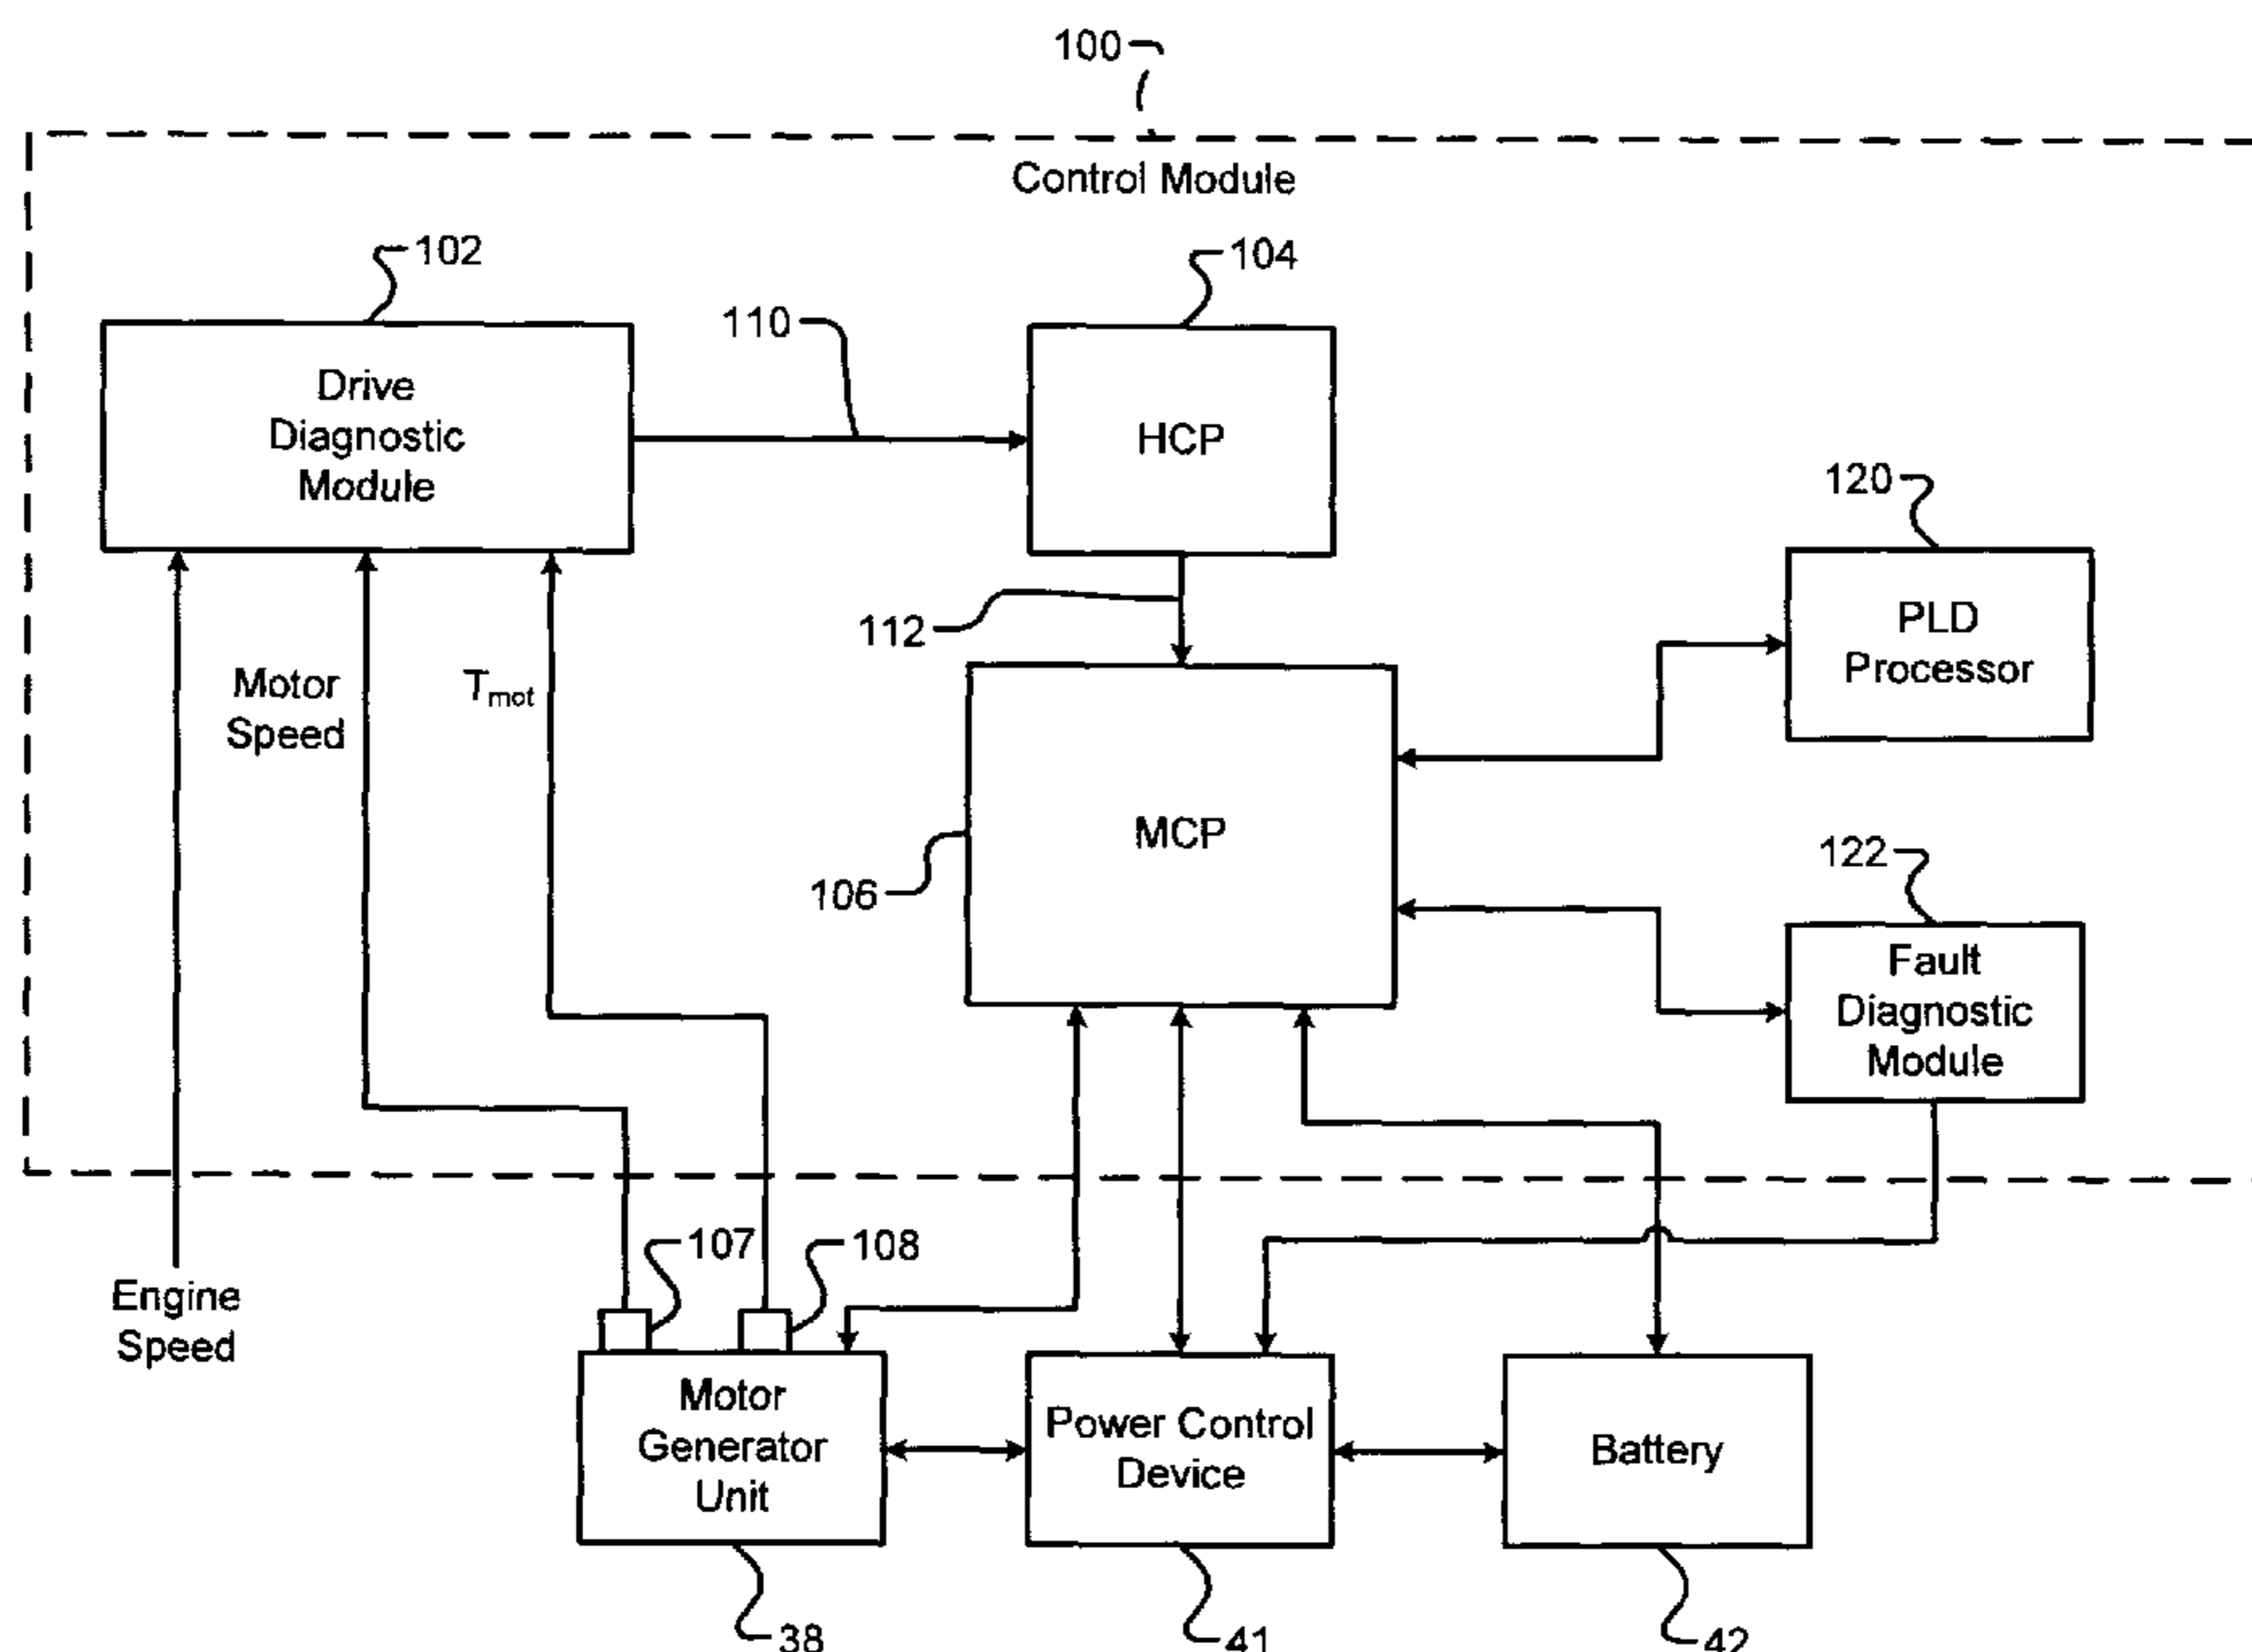 100
Control Module
102
104
110
Drive
Diagnostic
Module
HCP
120
112
PLD
Processor
Motor
Speed
Tmot
MCP
106
122
Fault
Diagnostic
Module
107
108
Engine
Speed
Motor
Generator
Unit
Power Control
Device
Battery
38
41
42